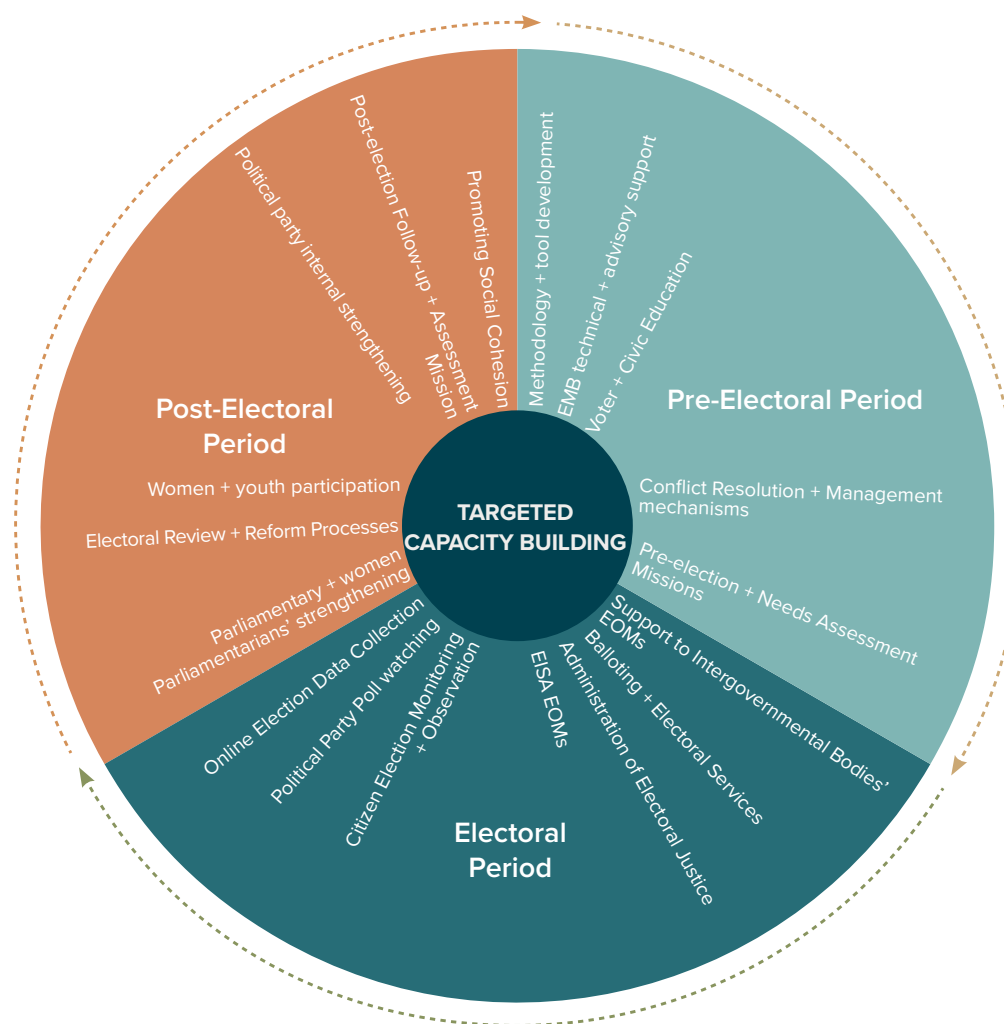 TARGETED
CAPACITY BUILDING
Pre-Electoral Period
Methodology + tool development
EMB technical + advisory support
Voter + Civic Education
Conflict Resolution + Management
mechanisms
Pre-election + Needs Assessment
Missions
Electoral
Period
Support to Intergovernmental Bodies’
EOMs
Balloting + Electoral Services
Administration of Electoral Justice
EISA EOMs
Citizen Election Monitoring
+ Observation
Political Party Poll watching
Online Election Data Collection
Post-Electoral
Period
Parliamentary + women
Parliamentarians’ strengthening
Electoral Review + Reform Processes
Women + youth participation
Political party internal strengthening
Post-election Follow-up + Assessment
Mission
Promoting Social Cohesion